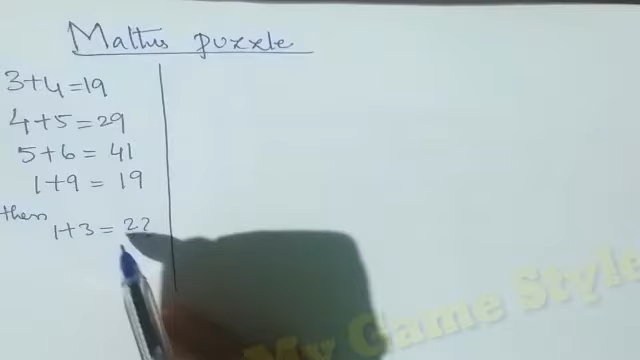 Maths puzzle
3+4=19
4+5=29
5+6=41
1+9=19
then 1+3=??
My Game Style